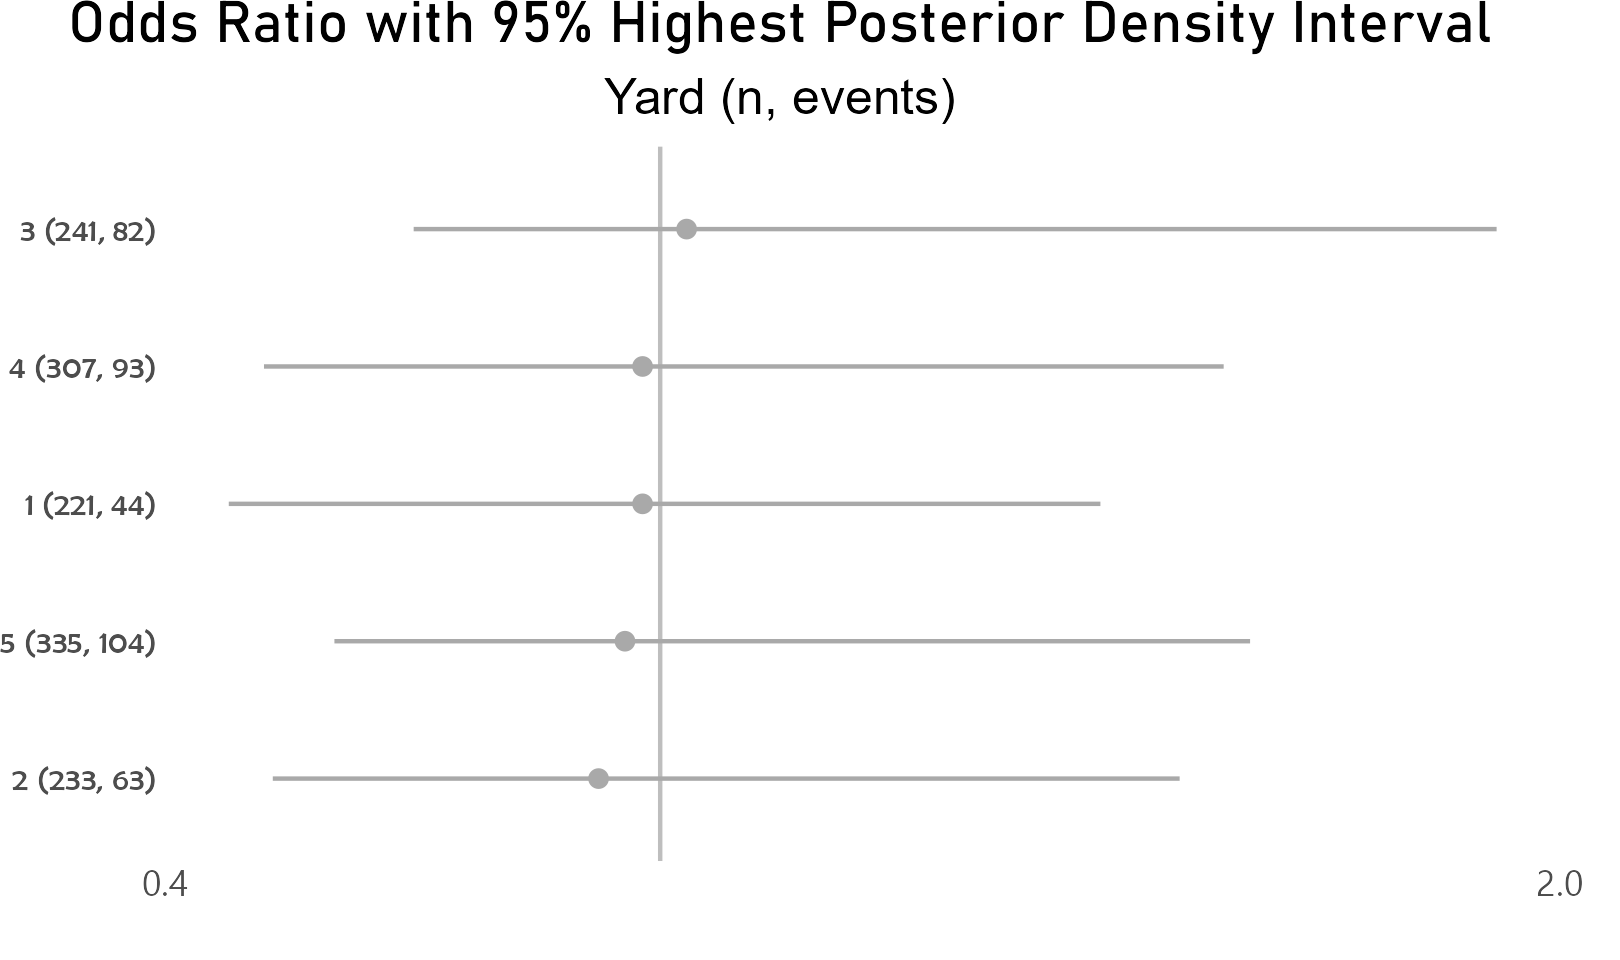 Odds Ratio with 95% Highest Posterior Density Interval
Yard (n, events)
3 (241, 82)
4 (307, 93)
1 (221, 44)
5 (335, 104)
2 (233, 63)
0.4 2.0